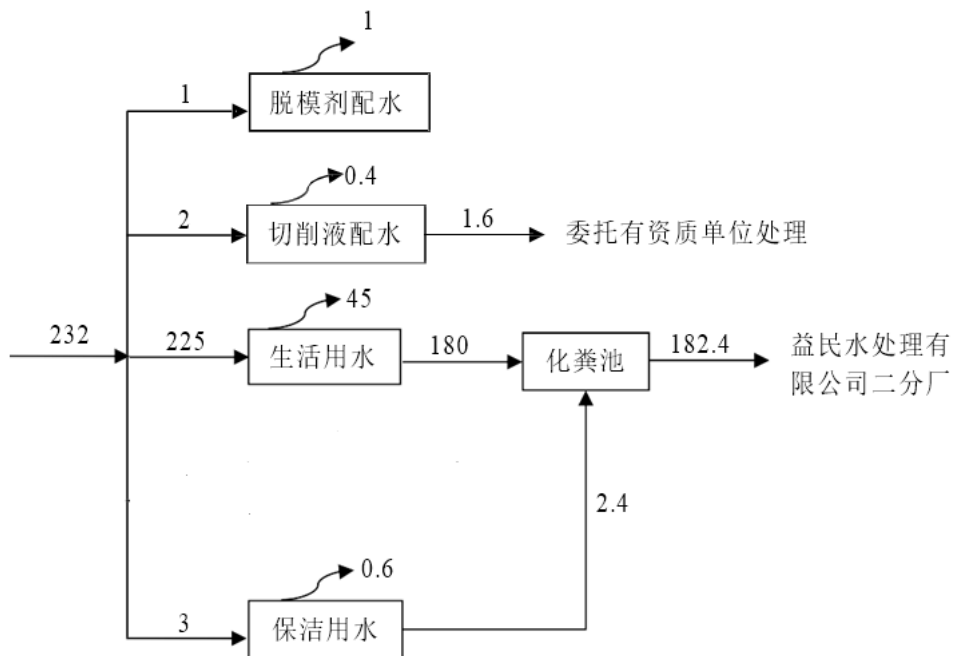 1
1
脱模剂配水
0.4
2
切削液配水
1.6
委托有资质单位处理
45
232
225
生活用水
180
化粪池
182.4
益民水处理有
限公司二分厂
2.4
0.6
3
保洁用水